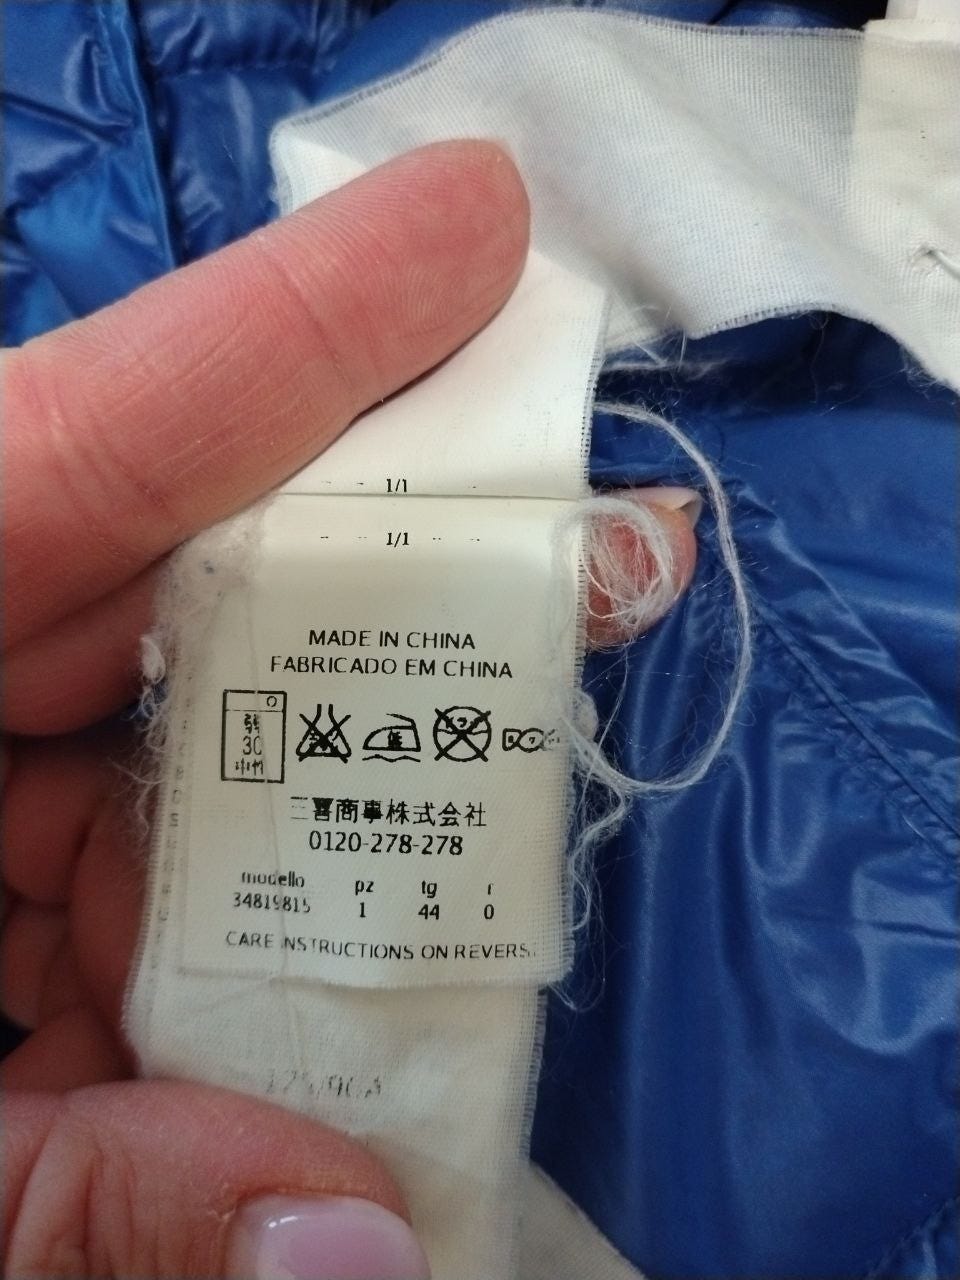 1/1
1/1
MADE IN CHINA
FABRICADO EM CHINA
弱
30
中性
三喜商事株式会社
0120-278-278
modello pz tg r
34819815 1 44 0
CARE INSTRUCTIONS ON REVERS